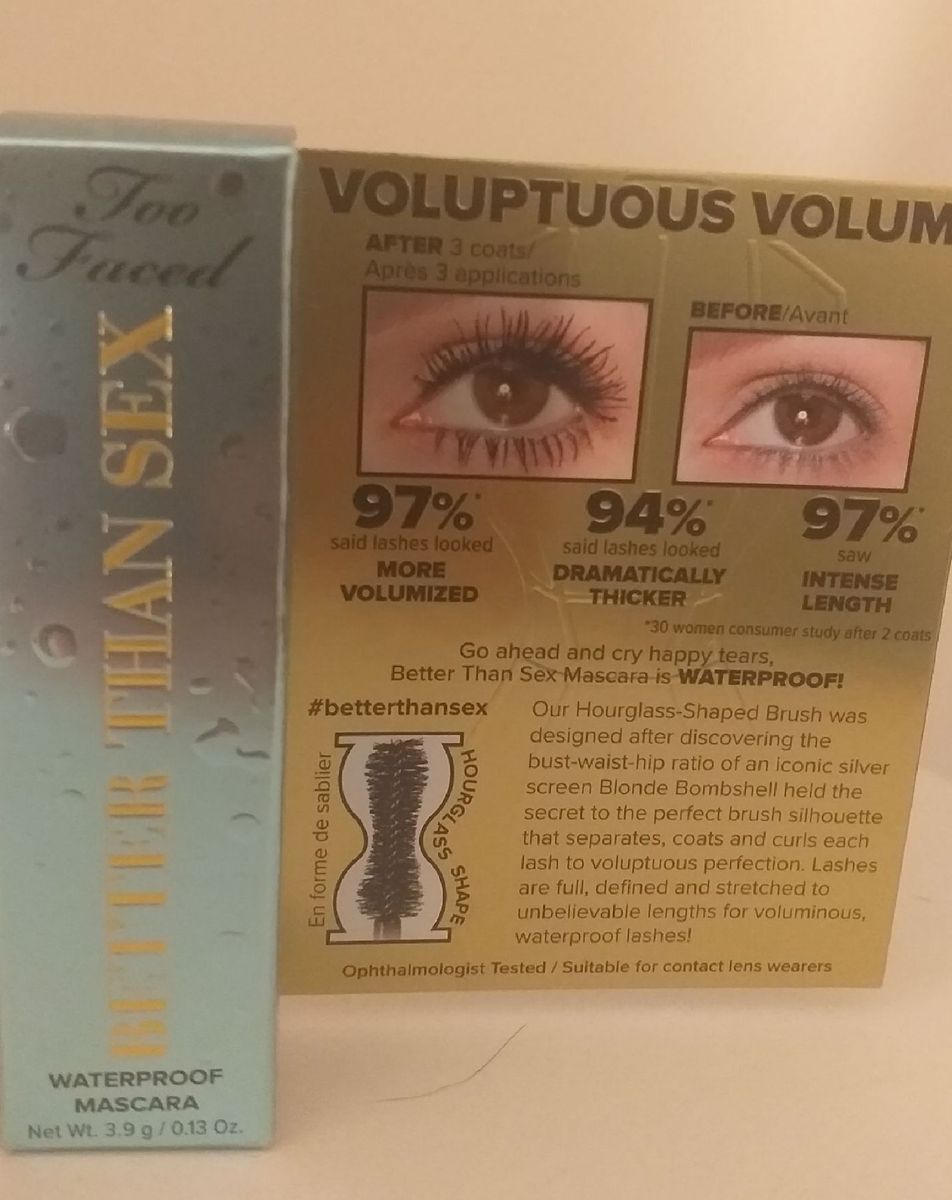 Too
Faced
BETTER THAN SEX
WATERPROOF
MASCARA
Net Wt. 3.9 g / 0.13 Oz.
VOLUPTUOUS VOLUM
AFTER 3 coats/
Après 3 applications
BEFORE/Avant
97%*
said lashes looked
MORE
VOLUMIZED
94%*
said lashes looked
DRAMATICALLY
THICKER
97%*
saw
INTENSE
LENGTH
*30 women consumer study after 2 coats
Go ahead and cry happy tears,
Better Than Sex Mascara is WATERPROOF!
#betterthansex
En forme de sablier
HOURGLASS SHAPE
Our Hourglass-Shaped Brush was
designed after discovering the
bust-waist-hip ratio of an iconic silver
screen Blonde Bombshell held the
secret to the perfect brush silhouette
that separates, coats and curls each
lash to voluptuous perfection. Lashes
are full, defined and stretched to
unbelievable lengths for voluminous,
waterproof lashes!
Ophthalmologist Tested / Suitable for contact lens wearers